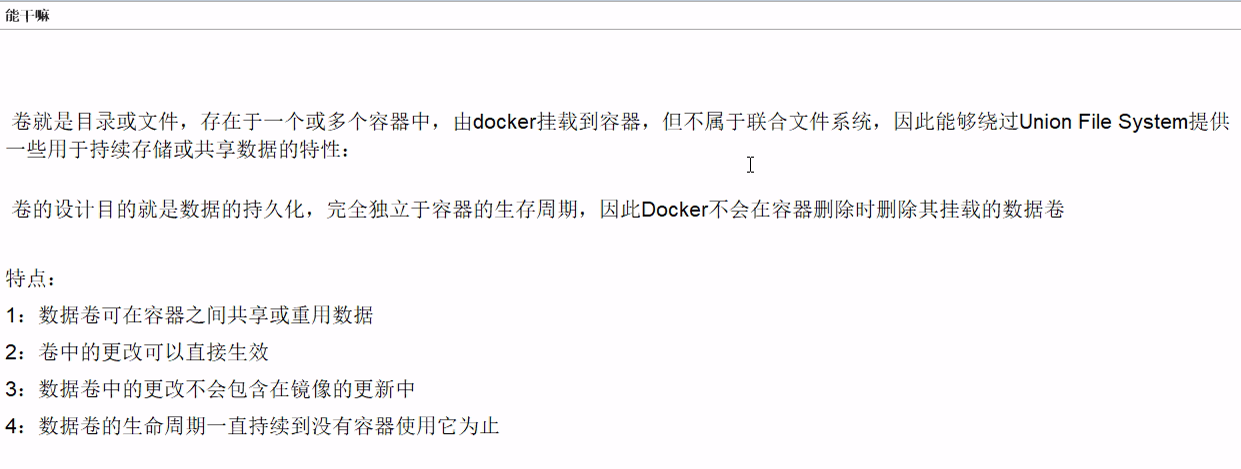 能干嘛
卷就是目录或文件，存在于一个或多个容器中，由docker挂载到容器，但不属于联合文件系统，因此能够绕过Union File System提供
一些用于持续存储或共享数据的特性：
卷的设计目的就是数据的持久化，完全独立于容器的生存周期，因此Docker不会在容器删除时删除其挂载的数据卷
特点：
1：数据卷可在容器之间共享或重用数据
2：卷中的更改可以直接生效
3：数据卷中的更改不会包含在镜像的更新中
4：数据卷的生命周期一直持续到没有容器使用它为止